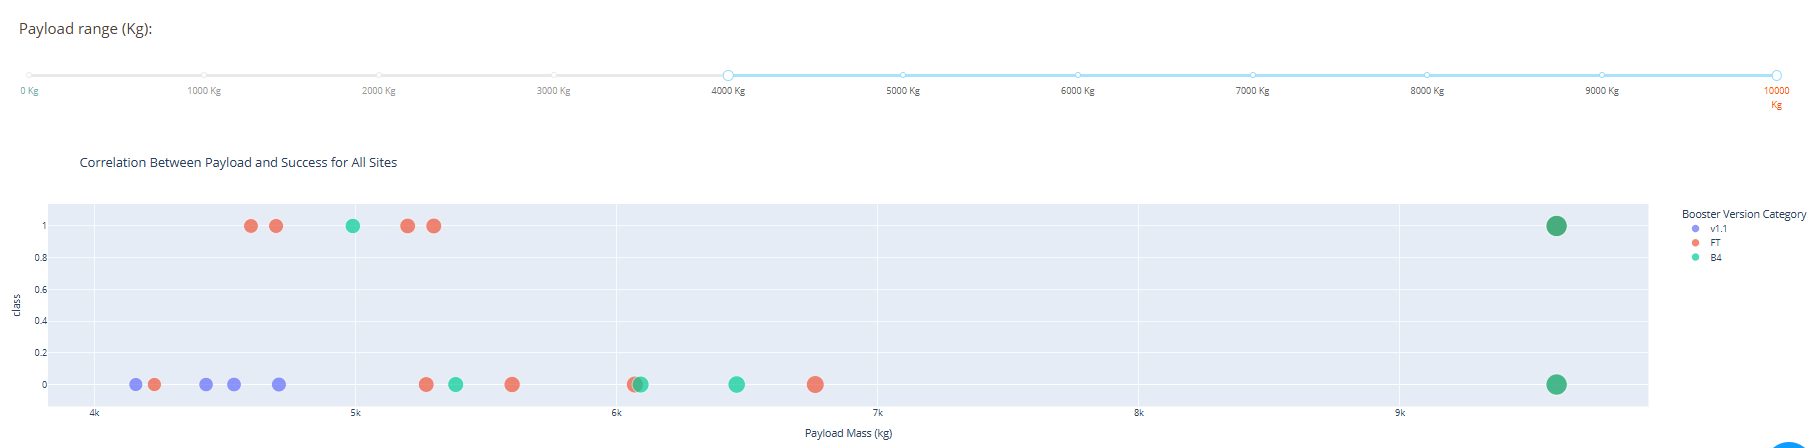 Payload range (Kg):
0 Kg 1000 Kg 2000 Kg 3000 Kg 4000 Kg 5000 Kg 6000 Kg 7000 Kg 8000 Kg 9000 Kg 10000
Kg
Correlation Between Payload and Success for All Sites
Booster Version Category
v1.1
FT
B4
class
1
0.8
0.6
0.4
0.2
0
4k 5k 6k 7k 8k 9k
Payload Mass (kg)